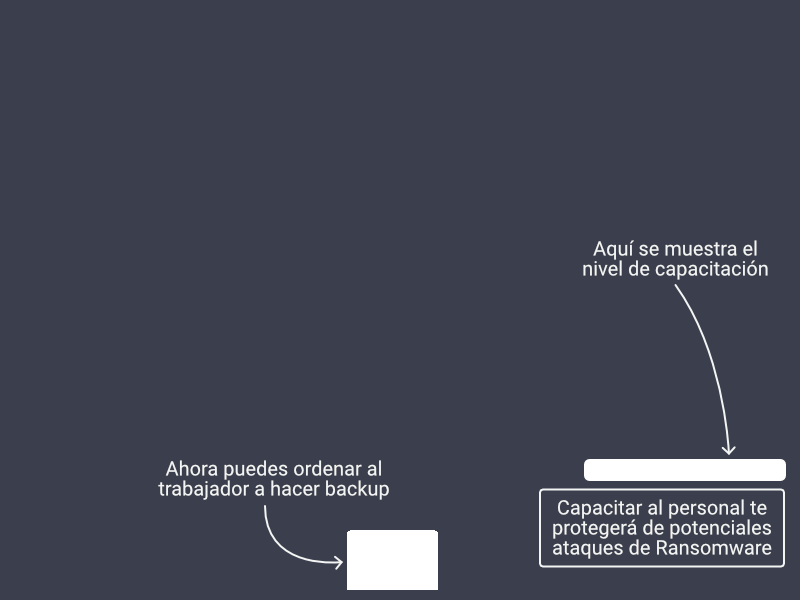 Aquí se muestra el
nivel de capacitación
Ahora puedes ordenar al
trabajador a hacer backup
Capacitar al personal te
protegerá de potenciales
ataques de Ransomware